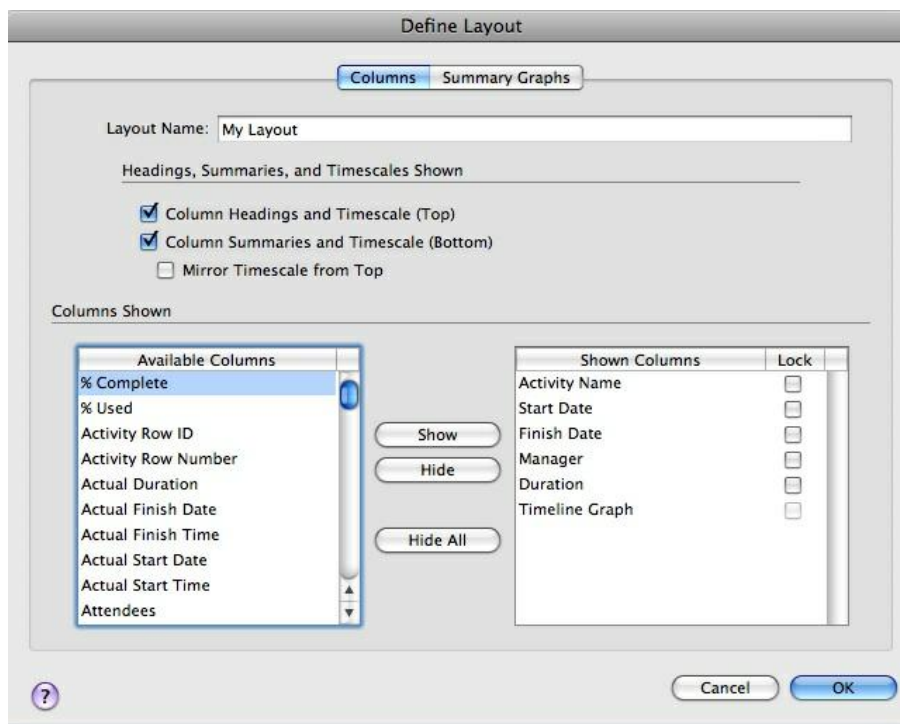 Define Layout
Columns Summary Graphs
Layout Name: My Layout
Headings, Summaries, and Timescales Shown
Column Headings and Timescale (Top)
Column Summaries and Timescale (Bottom)
Mirror Timescale from Top
Columns Shown
Available Columns
% Complete
% Used
Activity Row ID
Activity Row Number
Actual Duration
Actual Finish Date
Actual Finish Time
Actual Start Date
Actual Start Time
Attendees
Show
Hide
Hide All
Shown Columns Lock
Activity Name
Start Date
Finish Date
Manager
Duration
Timeline Graph
?
Cancel OK